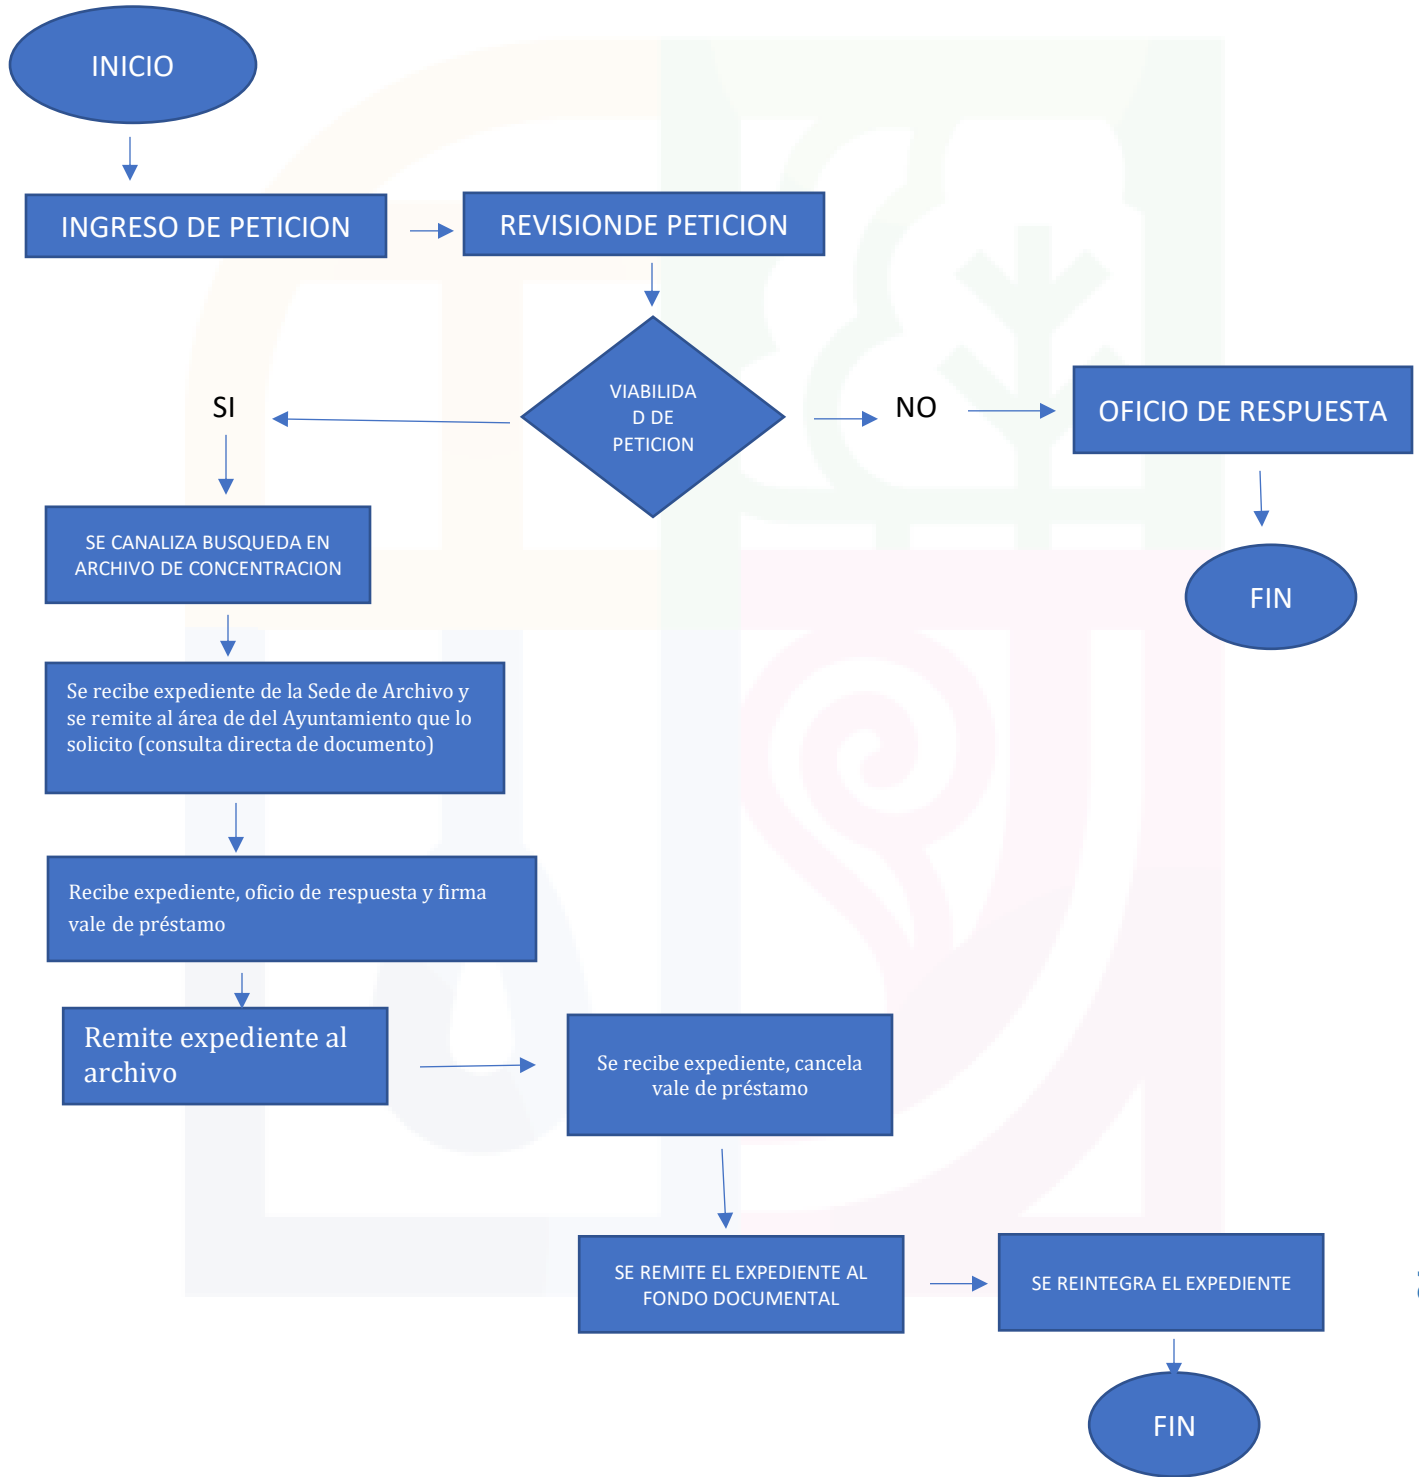 INICIO
INGRESO DE PETICION
REVISIONDE PETICION
VIABILIDA
D DE
PETICION
SI
NO
OFICIO DE RESPUESTA
FIN
SE CANALIZA BUSQUEDA EN
ARCHIVO DE CONCENTRACION
Se recibe expediente de la Sede de Archivo y
se remite al área de del Ayuntamiento que lo
solicito (consulta directa de documento)
Recibe expediente, oficio de respuesta y firma
vale de préstamo
Remite expediente al
archivo
Se recibe expediente, cancela
vale de préstamo
SE REMITE EL EXPEDIENTE AL
FONDO DOCUMENTAL
SE REINTEGRA EL EXPEDIENTE
FIN